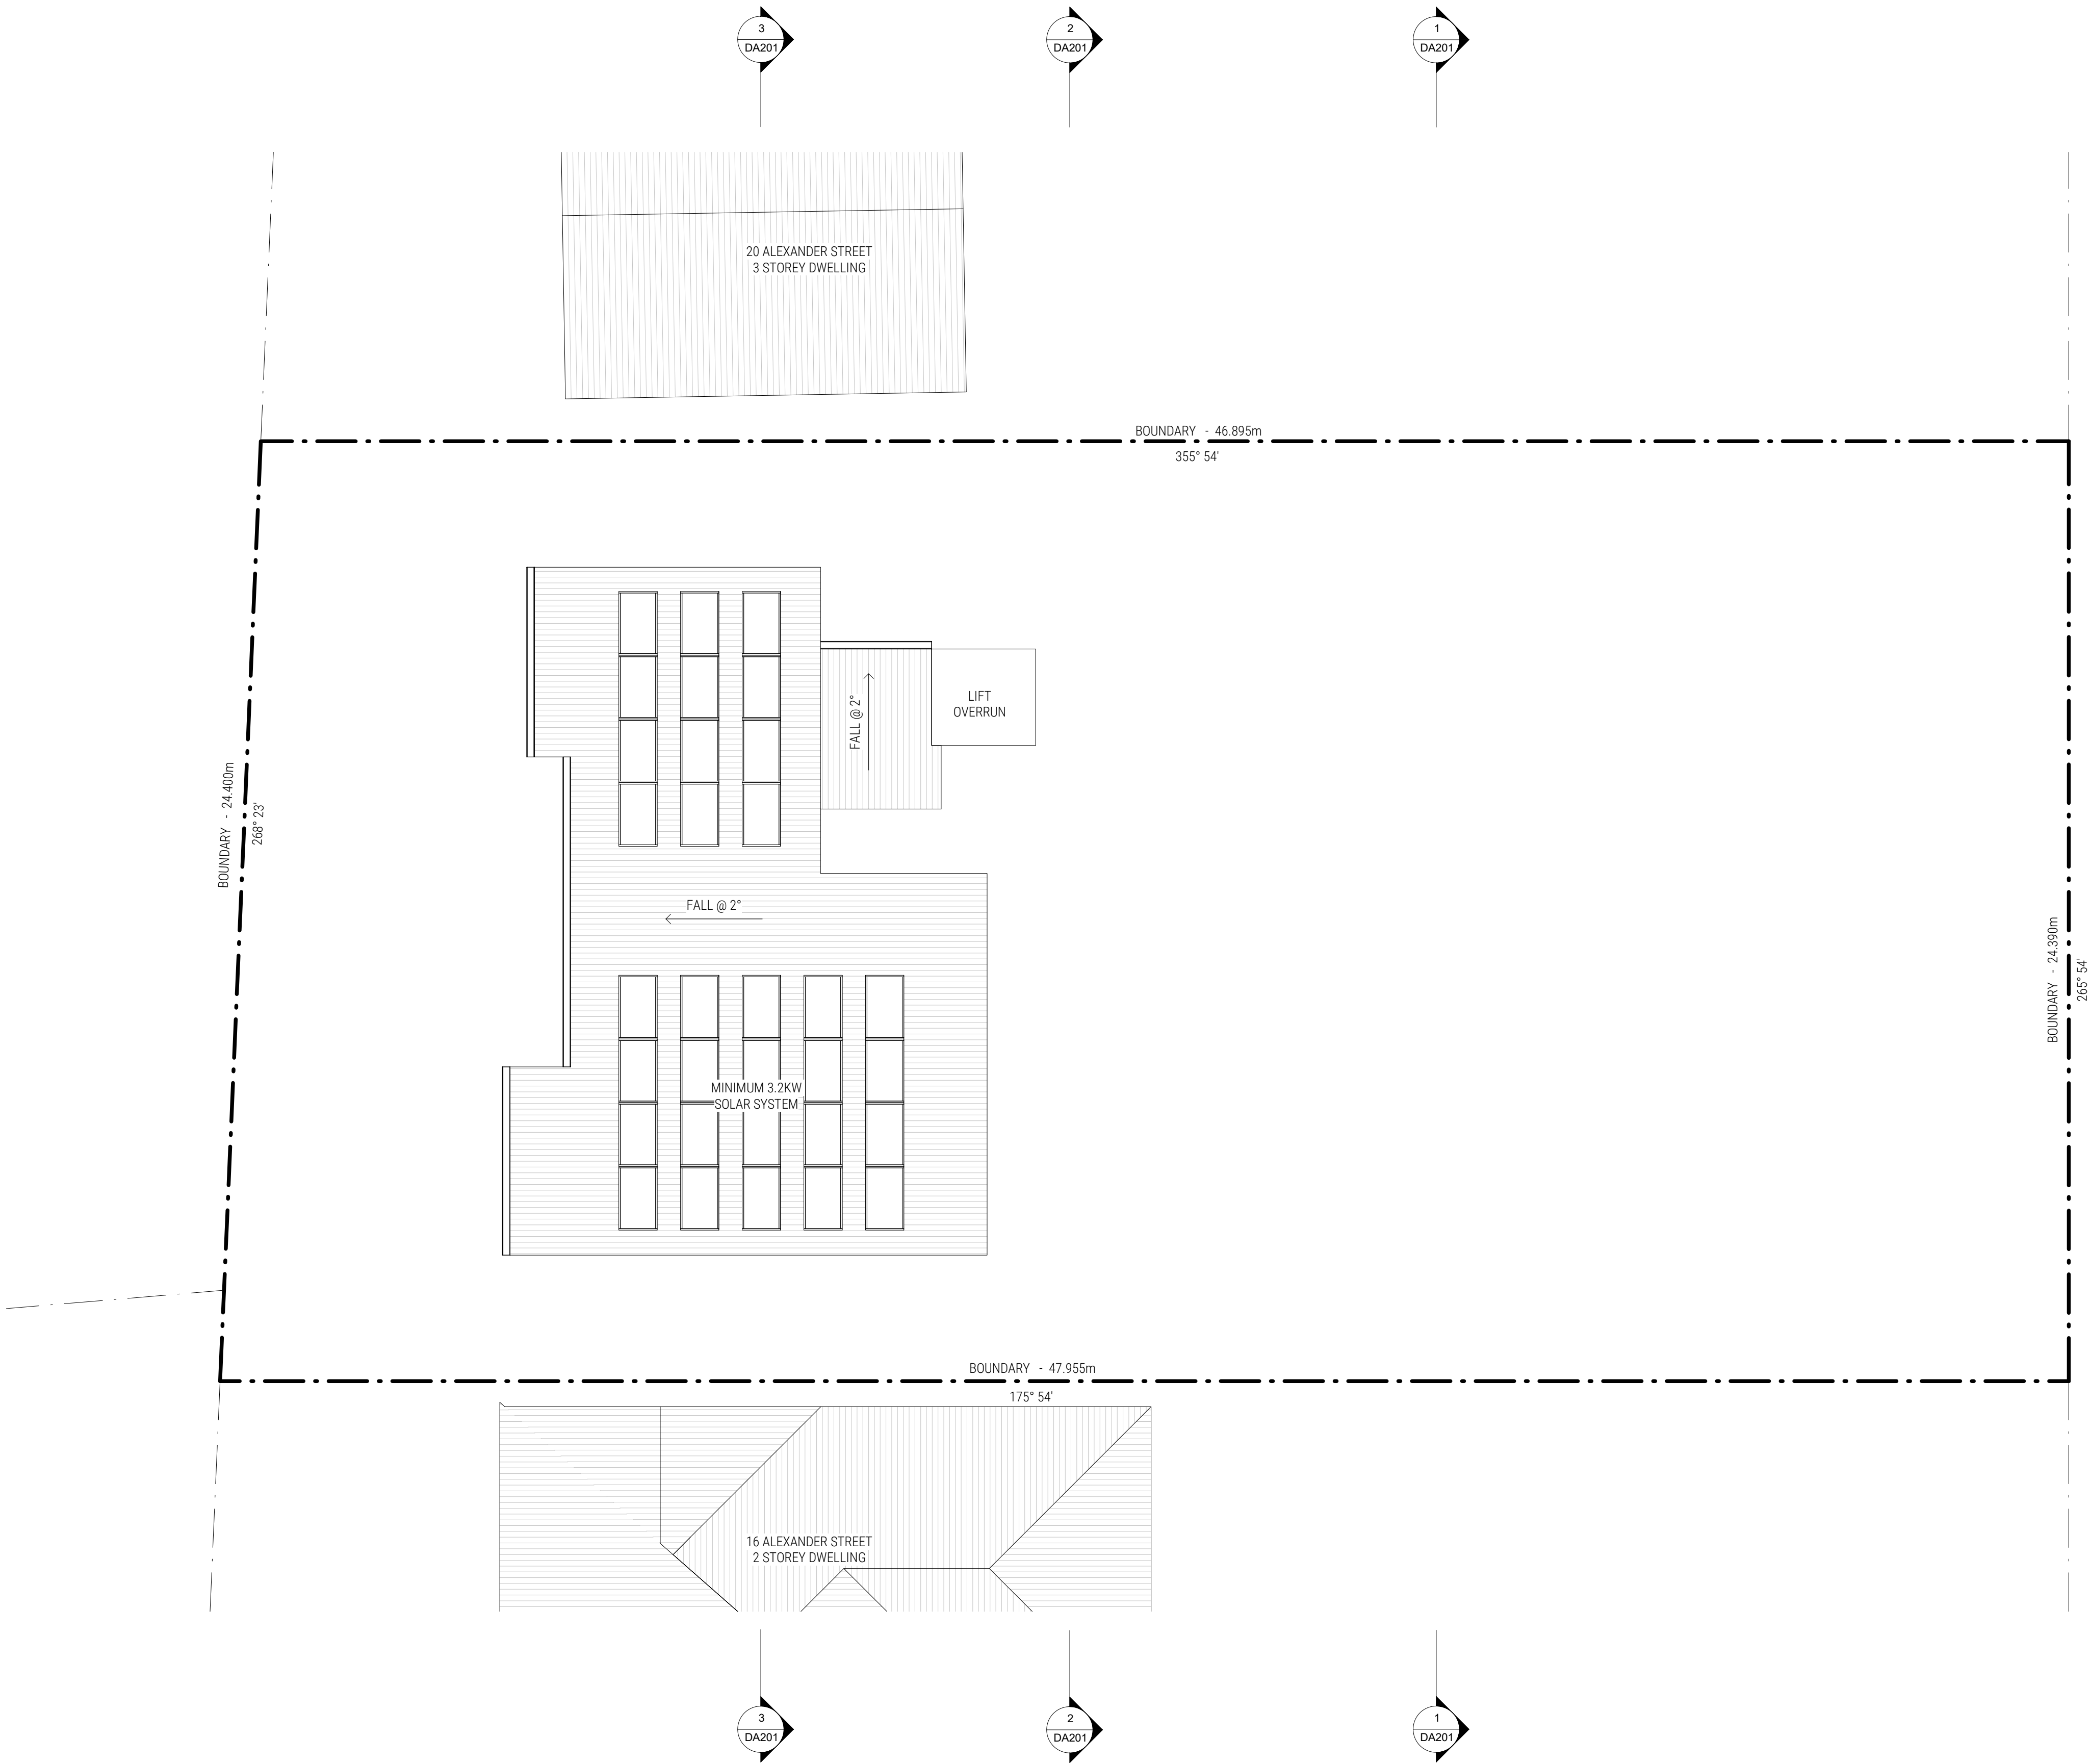 3
DA201
2
DA201
1
DA201
20 ALEXANDER STREET
3 STOREY DWELLING
BOUNDARY - 46.895m
355° 54'
LIFT
OVERRUN
FALL @ 2°
BOUNDARY - 24.400m
268° 23'
FALL @ 2°
BOUNDARY - 24.390m
265° 54'
MINIMUM 3.2KW
SOLAR SYSTEM
BOUNDARY - 47.955m
175° 54'
16 ALEXANDER STREET
2 STOREY DWELLING
3
DA201
2
DA201
1
DA201